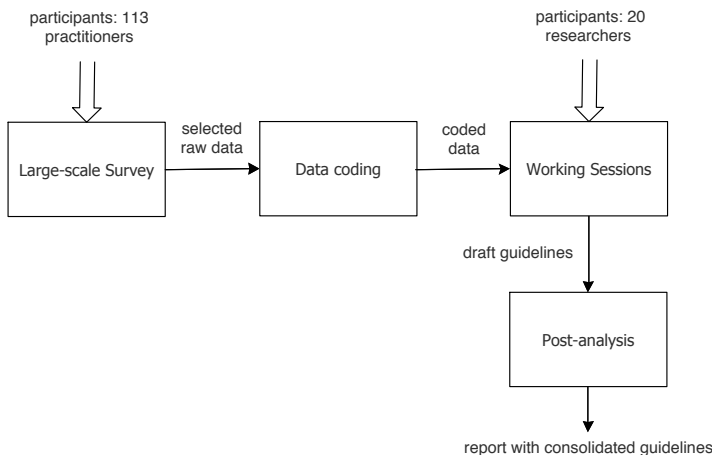 participants: 113
practitioners
participants: 20
researchers
Large-scale Survey
selected
raw data
Data coding
coded
data
Working Sessions
draft guidelines
Post-analysis
report with consolidated guidelines